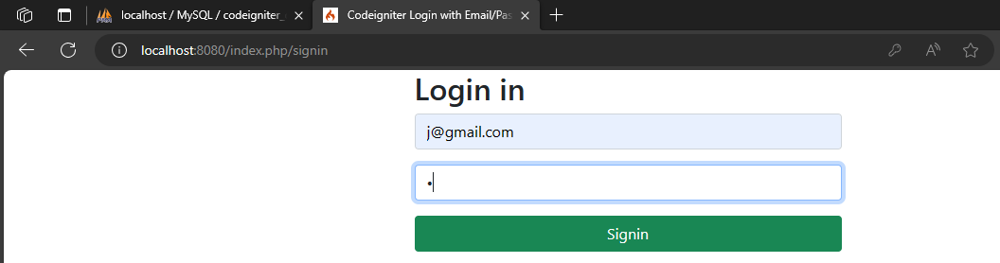 localhost / MySQL / codeigniter_
Codeigniter Login with Email/Pas
localhost:8080/index.php/signin
Login in
j@gmail.com
•
Signin